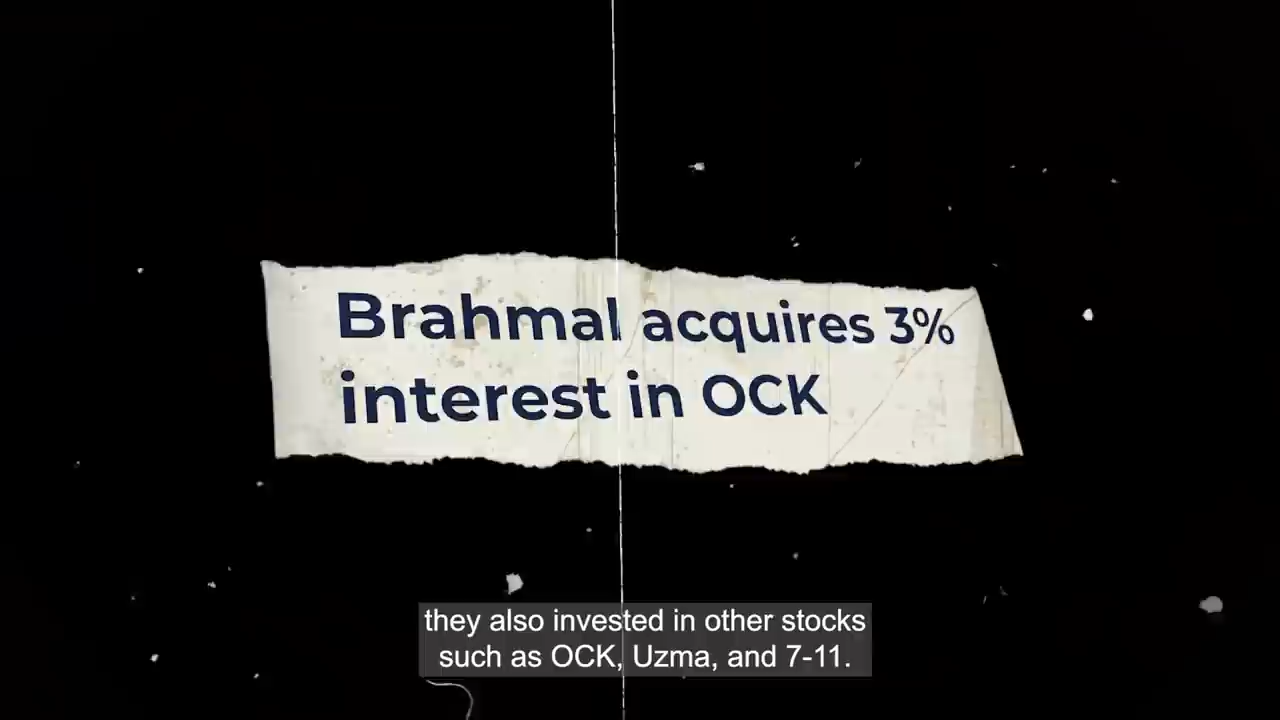 Brahmal acquires 3%
interest in OCK
they also invested in other stocks
such as OCK, Uzma, and 7-11.